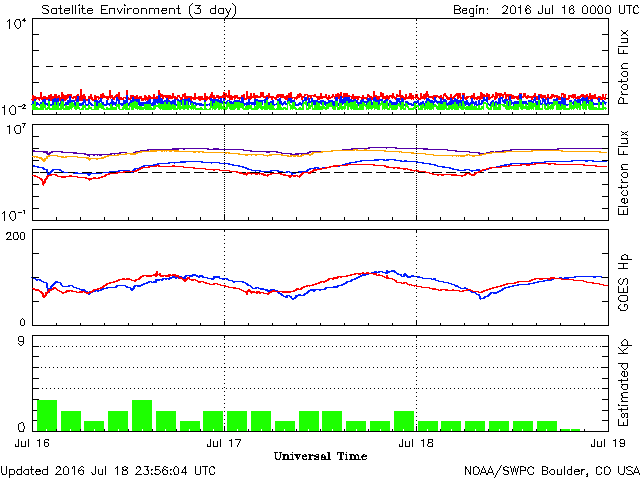 Satellite Environment (3 day) Begin: 2016 Jul 16 0000 UTC
10^4
Proton Flux
10^-2
10^7
Electron Flux
10^-1
200
GOES Hp
0
9
Estimated Kp
0
Jul 16 Jul 17 Jul 18 Jul 19
Universal Time
Updated 2016 Jul 18 23:56:04 UTC NOAA/SWPC Boulder, CO USA